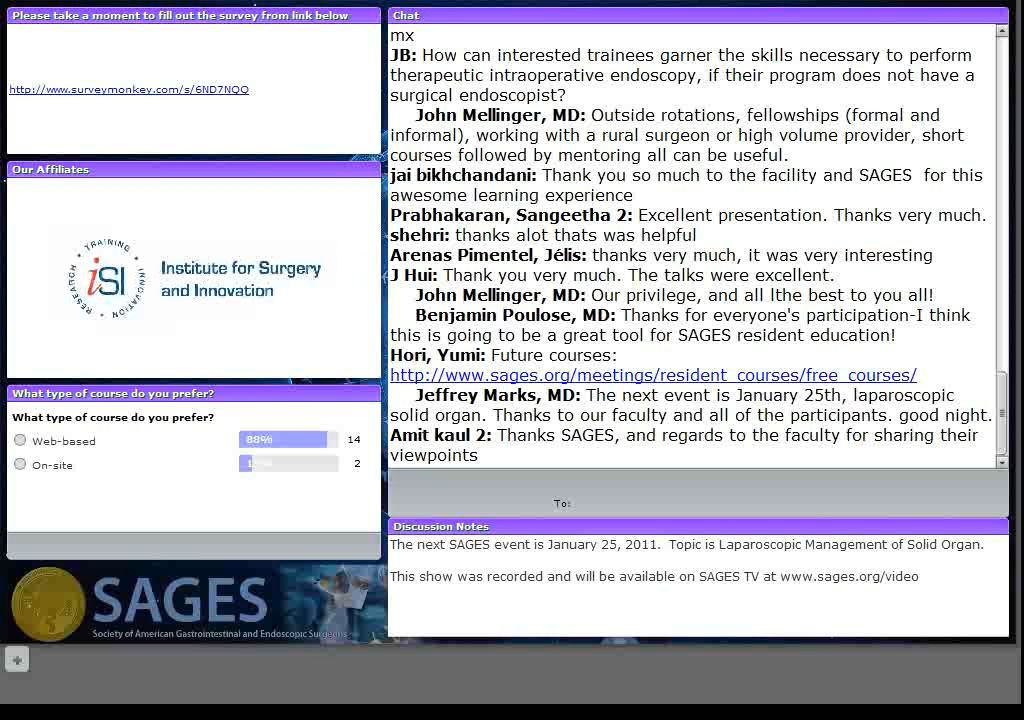 Please take a moment to fill out the survey from link below
http://www.surveymonkey.com/s/6ND7NQQ
Our Affiliates
TRAINING
INNOVATION
RESEARCH
iSI
Institute for Surgery
and Innovation
What type of course do you prefer?
What type of course do you prefer?
Web-based 88% 14
On-site 2
SAGES
Society of American Gastrointestinal and Endoscopic Surgeons
Chat
mx
JB: How can interested trainees garner the skills necessary to perform
therapeutic intraoperative endoscopy, if their program does not have a
surgical endoscopist?
John Mellinger, MD: Outside rotations, fellowships (formal and
informal), working with a rural surgeon or high volume provider, short
courses followed by mentoring all can be useful.
jai bikhchandani: Thank you so much to the facility and SAGES for this
awesome learning experience
Prabhakaran, Sangeetha 2: Excellent presentation. Thanks very much.
shehri: thanks alot thats was helpful
Arenas Pimentel, Jélis: thanks very much, it was very interesting
J Hui: Thank you very much. The talks were excellent.
John Mellinger, MD: Our privilege, and all lthe best to you all!
Benjamin Poulose, MD: Thanks for everyone's participation-I think
this is going to be a great tool for SAGES resident education!
Hori, Yumi: Future courses:
http://www.sages.org/meetings/resident_courses/free_courses/
Jeffrey Marks, MD: The next event is January 25th, laparoscopic
solid organ. Thanks to our faculty and all of the participants. good night.
Amit kaul 2: Thanks SAGES, and regards to the faculty for sharing their
viewpoints
To:
Discussion Notes
The next SAGES event is January 25, 2011. Topic is Laparoscopic Management of Solid Organ.
This show was recorded and will be available on SAGES TV at www.sages.org/video